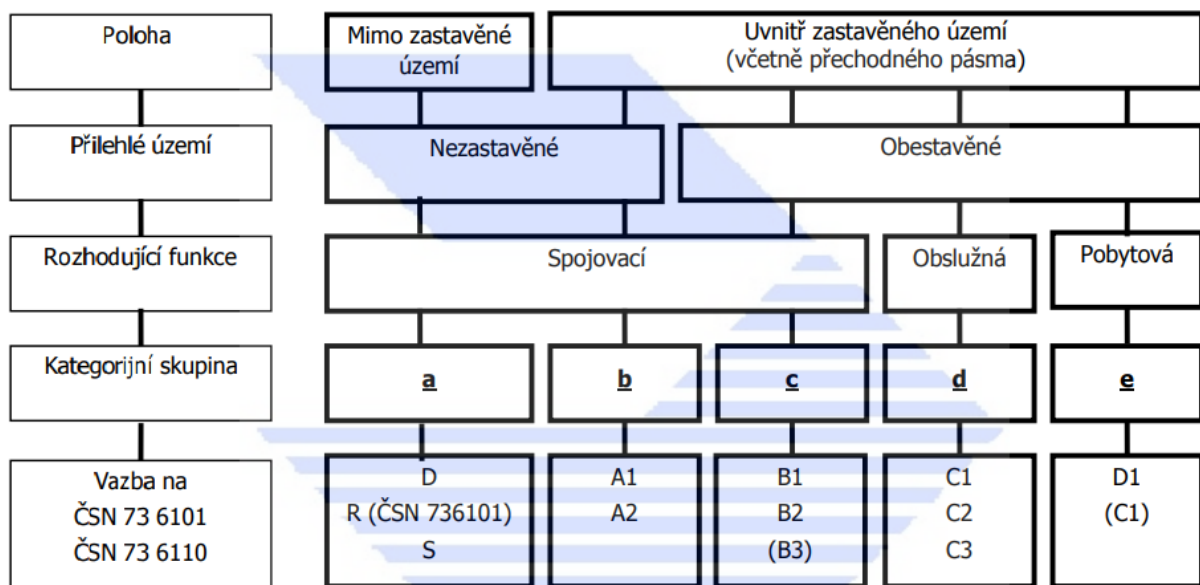 Poloha
Mimo zastavěné
území
Uvnitř zastavěného území
(včetně přechodného pásma)
Přilehlé území
Nezastavěné
Obestavěné
Rozhodující funkce
Spojovací
Obslužná
Pobytová
Kategorijní skupina
a
b
c
d
e
Vazba na
ČSN 73 6101
ČSN 73 6110
D
R (ČSN 736101)
S
A1
A2
B1
B2
(B3)
C1
C2
C3
D1
(C1)